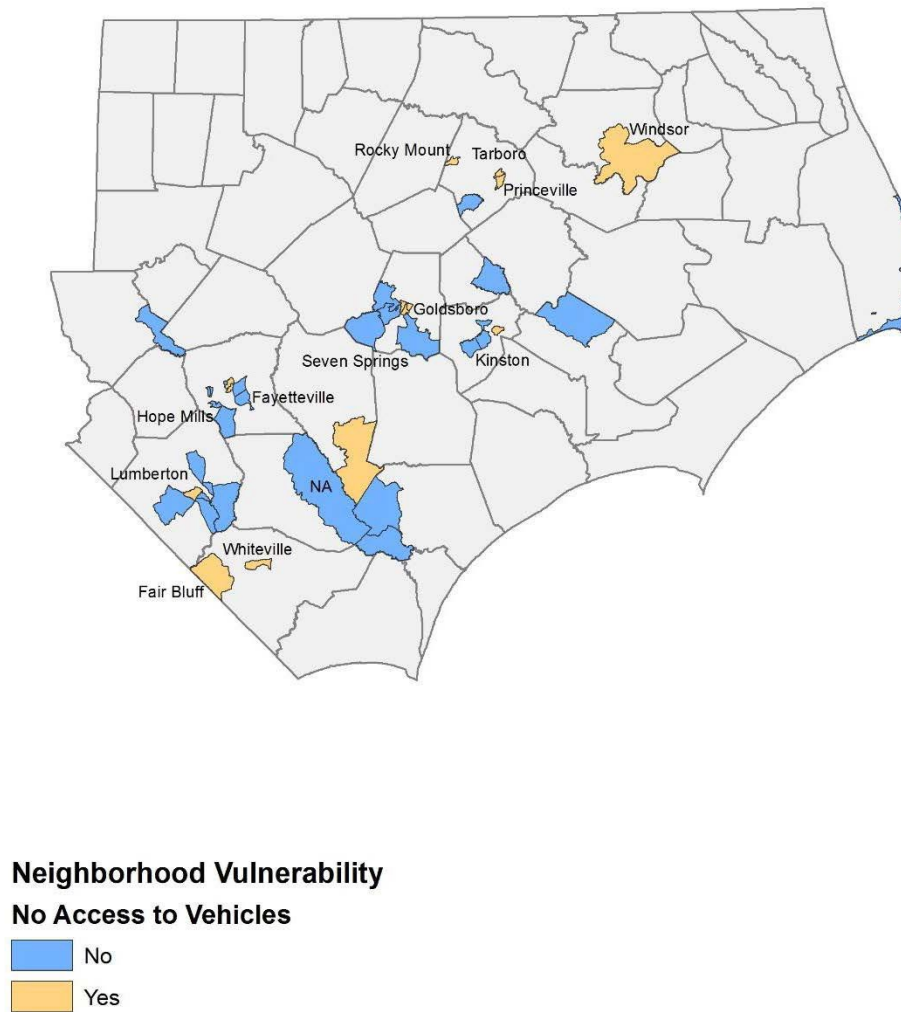 Windsor
Rocky Mount
Tarboro
Princeville
Goldsboro
Seven Springs
Kinston
Fayetteville
Hope Mills
Lumberton
NA
Whiteville
Fair Bluff
Neighborhood Vulnerability
No Access to Vehicles
No
Yes